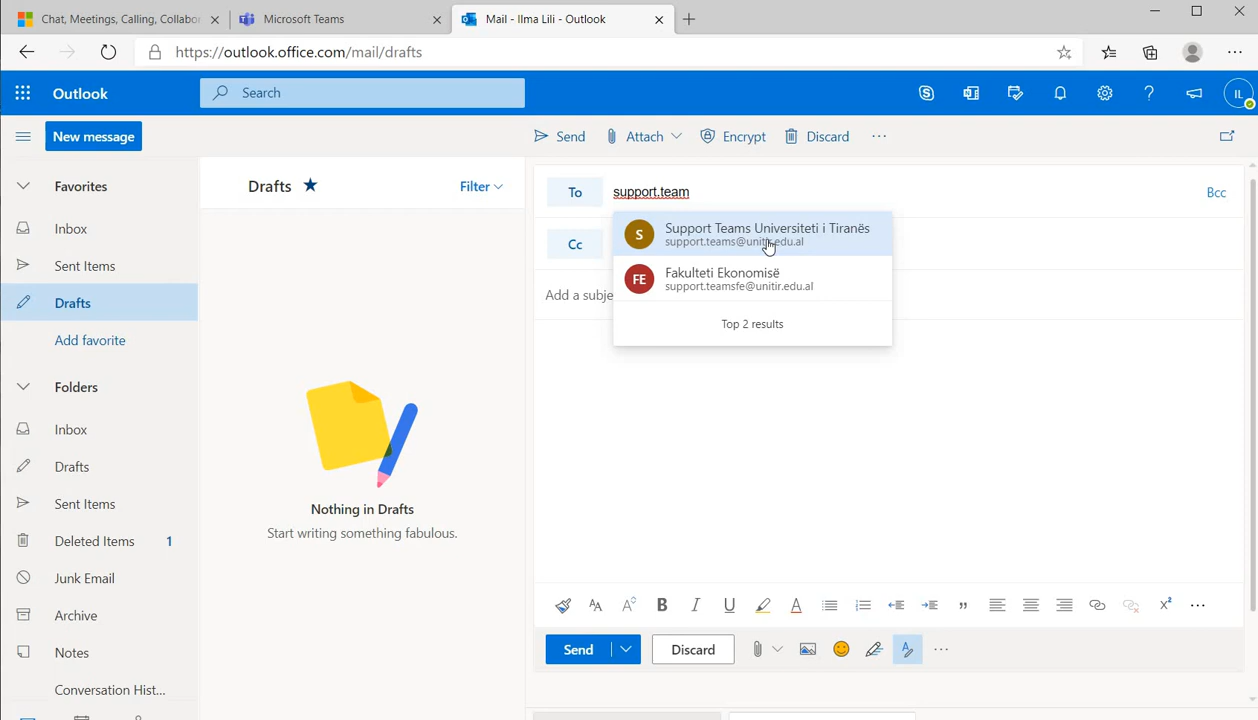 Chat, Meetings, Calling, Collabor
Microsoft Teams
Mail - Ilma Lili - Outlook
https://outlook.office.com/mail/drafts
Outlook
Search
IL
New message
Send
Attach
Encrypt
Discard
Favorites
Inbox
Sent Items
Drafts
Add favorite
Folders
Inbox
Drafts
Sent Items
Deleted Items 1
Junk Email
Archive
Notes
Conversation Hist...
Drafts
Filter
Nothing in Drafts
Start writing something fabulous.
To
support.team
Bcc
Cc
S
Support Teams Universiteti i Tiranës
support.teams@unitir.edu.al
FE
Fakulteti Ekonomisë
support.teamsfe@unitir.edu.al
Top 2 results
Add a subje
Send
Discard